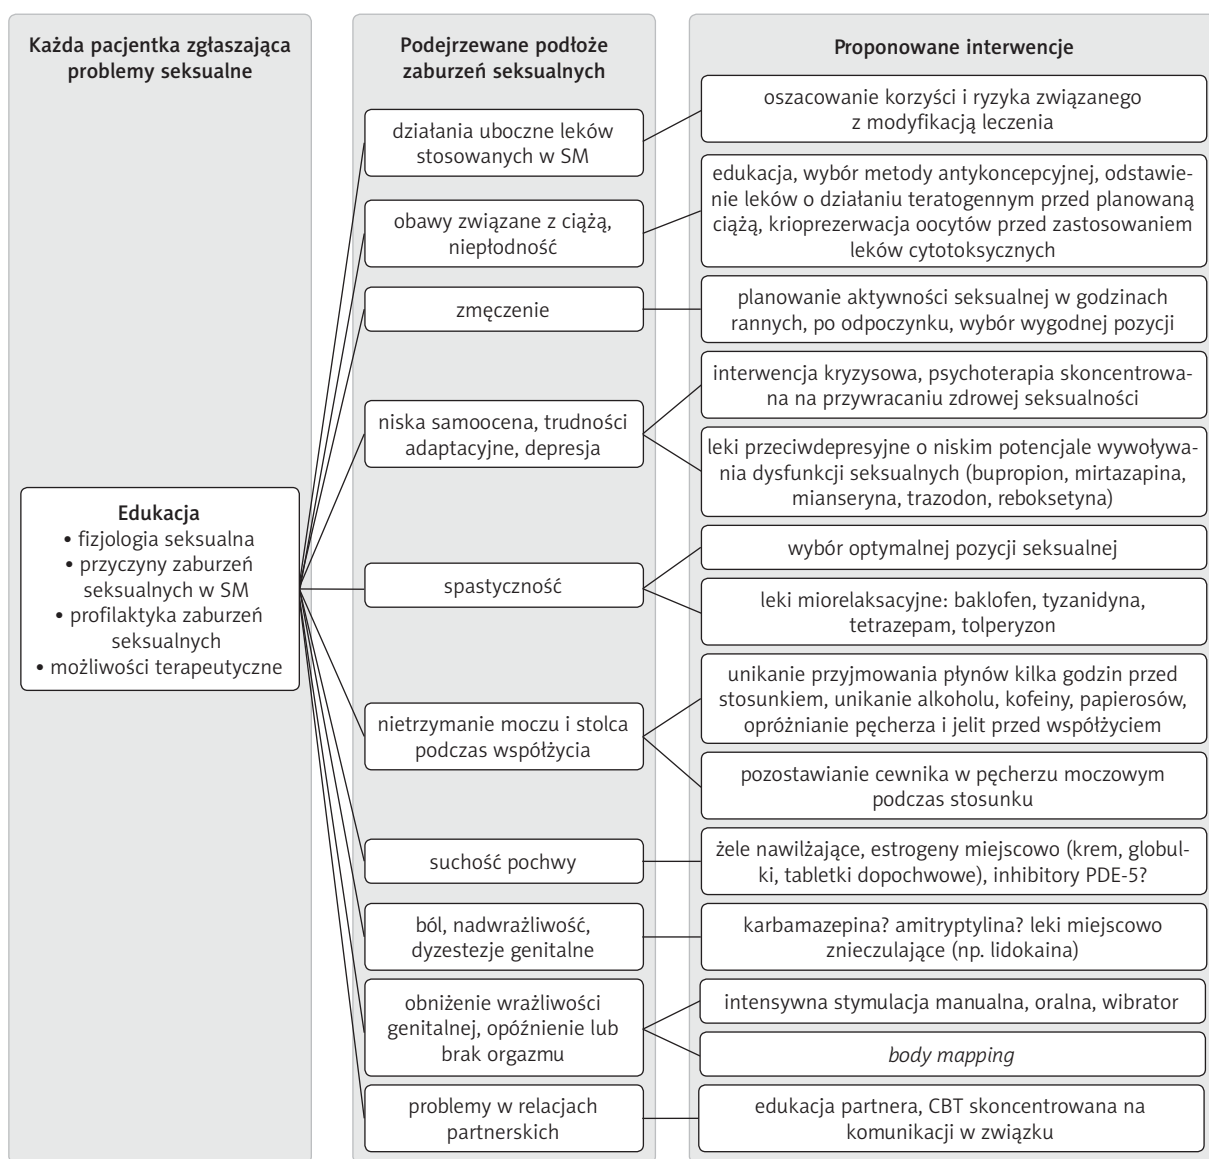 Każda pacjentka zgłaszająca
problemy seksualne
Edukacja
• fizjologia seksualna
• przyczyny zaburzeń
seksualnych w SM
• profilaktyka zaburzeń
seksualnych
• możliwości terapeutyczne
Podejrzewane podłoże
zaburzeń seksualnych
działania uboczne leków
stosowanych w SM
obawy związane z ciążą,
niepłodność
zmęczenie
niska samoocena, trudności
adaptacyjne, depresja
spastyczność
nietrzymanie moczu i stolca
podczas współżycia
suchość pochwy
ból, nadwrażliwość,
dyzestezje genitalne
obniżenie wrażliwości
genitalnej, opóźnienie lub
brak orgazmu
problemy w relacjach
partnerskich
Proponowane interwencje
oszacowanie korzyści i ryzyka związanego
z modyfikacją leczenia
edukacja, wybór metody antykoncepcyjnej, odstawie-
nie leków o działaniu teratogennym przed planowaną
ciążą, krioprezerwacja oocytów przed zastosowaniem
leków cytotoksycznych
planowanie aktywności seksualnej w godzinach
rannych, po odpoczynku, wybór wygodnej pozycji
interwencja kryzysowa, psychoterapia skoncentrowa-
na na przywracaniu zdrowej seksualności
leki przeciwdepresyjne o niskim potencjale wywoływa-
nia dysfunkcji seksualnych (bupropion, mirtazapina,
mianseryna, trazodon, reboksetyna)
wybór optymalnej pozycji seksualnej
leki miorelaksacyjne: baklofen, tyzanidyna,
tetrazepam, tolperyzon
unikanie przyjmowania płynów kilka godzin przed
stosunkiem, unikanie alkoholu, kofeiny, papierosów,
opróżnianie pęcherza i jelit przed współżyciem
pozostawianie cewnika w pęcherzu moczowym
podczas stosunku
żele nawilżające, estrogeny miejscowo (krem, globul-
ki, tabletki dopochwowe), inhibitory PDE-5?
karbamazepina? amitryptylina? leki miejscowo
znieczulające (np. lidokaina)
intensywna stymulacja manualna, oralna, wibrator
body mapping
edukacja partnera, CBT skoncentrowana na
komunikacji w związku